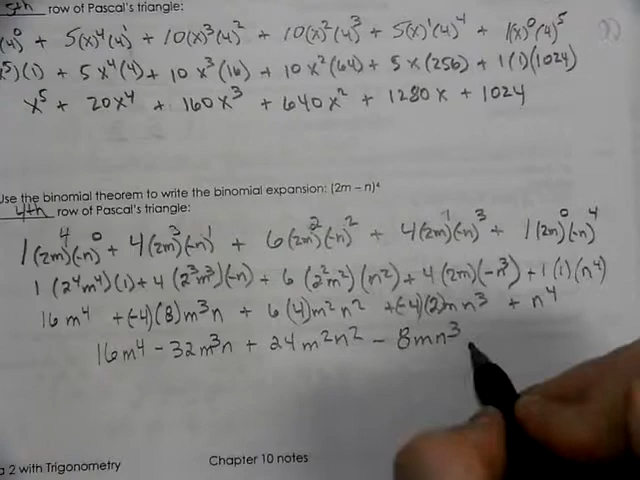 5th row of Pascal's triangle:
4)⁰ + 5(x)⁴(4)¹ + 10(x)³(4)² + 10(x)²(4)³ + 5(x)¹(4)⁴ + 1(x)⁰(4)⁵
x⁵)(1) + 5x⁴(4) + 10x³(16) + 10x²(64) + 5x(256) + 1(1)(1024)
x⁵ + 20x⁴ + 160x³ + 640x² + 1280x + 1024
Use the binomial theorem to write the binomial expansion: (2m – n)⁴
4th row of Pascal's triangle:
1(2m)⁴(-n)⁰ + 4(2m)³(-n)¹ + 6(2m)²(-n)² + 4(2m)¹(-n)³ + 1(2m)⁰(-n)⁴
1(2⁴m⁴)(1) + 4(2³m³)(-n) + 6(2²m²)(n²) + 4(2m)(-n³) + 1(1)(n⁴)
16m⁴ + (-4)(8)m³n + 6(4)m²n² + (-4)(2)mn³ + n⁴
16m⁴ - 32m³n + 24m²n² - 8mn³
a 2 with Trigonometry Chapter 10 notes